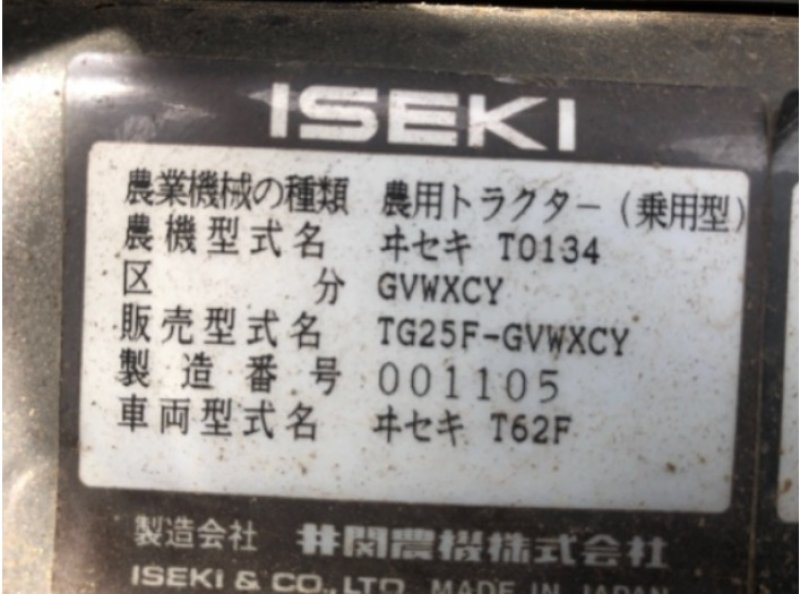 ISEKI
農業機械の種類 農用トラクター(乗用型)
農機型式名 ヰセキ T0134
区分 GVWXCY
販売型式名 TG25F-GVWXCY
製造番号 001105
車両型式名 ヰセキ T62F
製造会社 井関農機株式会社
ISEKI & CO., LTD. MADE IN JAPAN